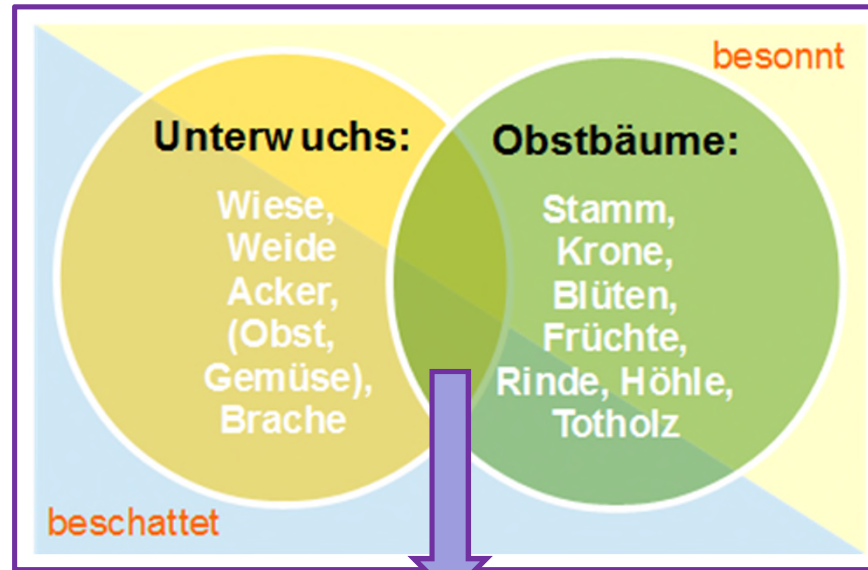 besonnt
Unterwuchs:
Wiese,
Weide
Acker,
(Obst,
Gemüse),
Brache
Obstbäume:
Stamm,
Krone,
Blüten,
Früchte,
Rinde, Höhle,
Totholz
beschattet